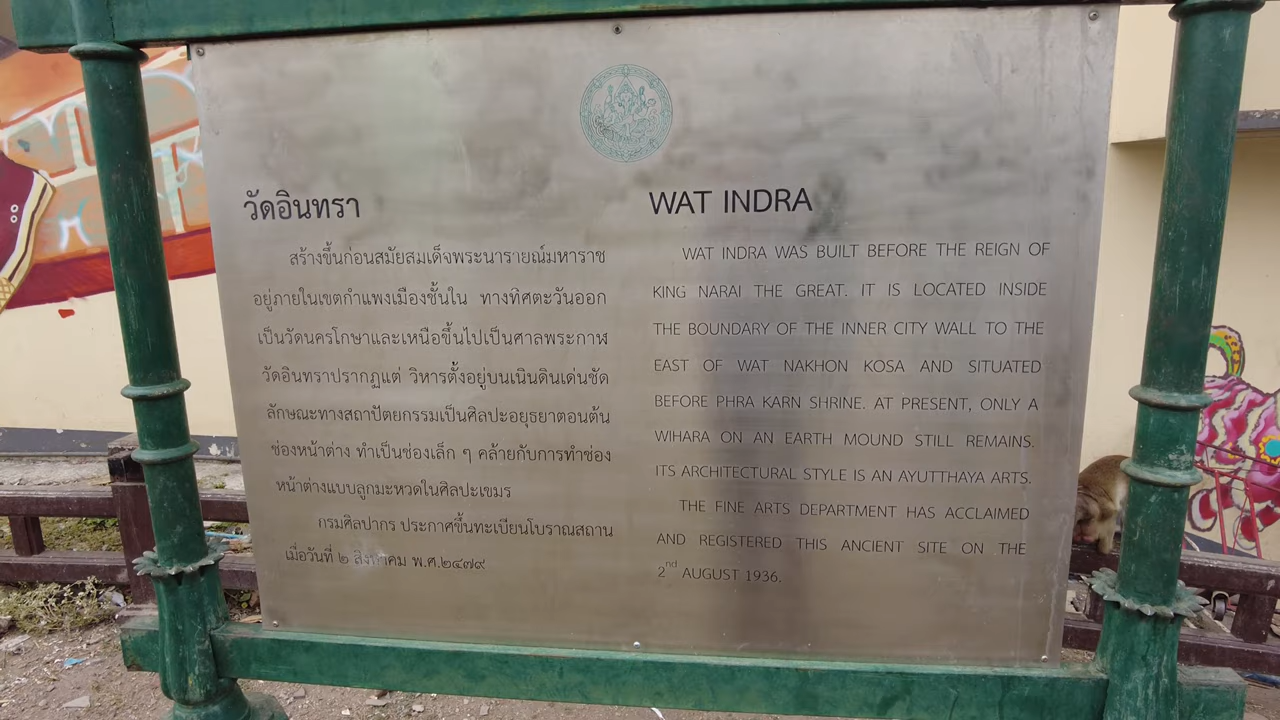 วัดอินทรา
สร้างขึ้นก่อนสมัยสมเด็จพระนารายณ์มหาราช
อยู่ภายในเขตกำแพงเมืองชั้นใน ทางทิศตะวันออก
เป็นวัดนครโกษาและเหนือขึ้นไปเป็นศาลพระกาฬ
วัดอินทราปรากฏแต่ วิหารตั้งอยู่บนเนินดินเด่นชัด
ลักษณะทางสถาปัตยกรรมเป็นศิลปะอยุธยาตอนต้น
ช่องหน้าต่าง ทำเป็นช่องเล็ก ๆ คล้ายกับการทำช่อง
หน้าต่างแบบลูกมะหวดในศิลปะเขมร
กรมศิลปากร ประกาศขึ้นทะเบียนโบราณสถาน
เมื่อวันที่ ๒ สิงหาคม พ.ศ.๒๔๗๙
WAT INDRA
WAT INDRA WAS BUILT BEFORE THE REIGN OF
KING NARAI THE GREAT. IT IS LOCATED INSIDE
THE BOUNDARY OF THE INNER CITY WALL TO THE
EAST OF WAT NAKHON KOSA AND SITUATED
BEFORE PHRA KARN SHRINE. AT PRESENT, ONLY A
WIHARA ON AN EARTH MOUND STILL REMAINS.
ITS ARCHITECTURAL STYLE IS AN AYUTTHAYA ARTS.
THE FINE ARTS DEPARTMENT HAS ACCLAIMED
AND REGISTERED THIS ANCIENT SITE ON THE
2nd AUGUST 1936.